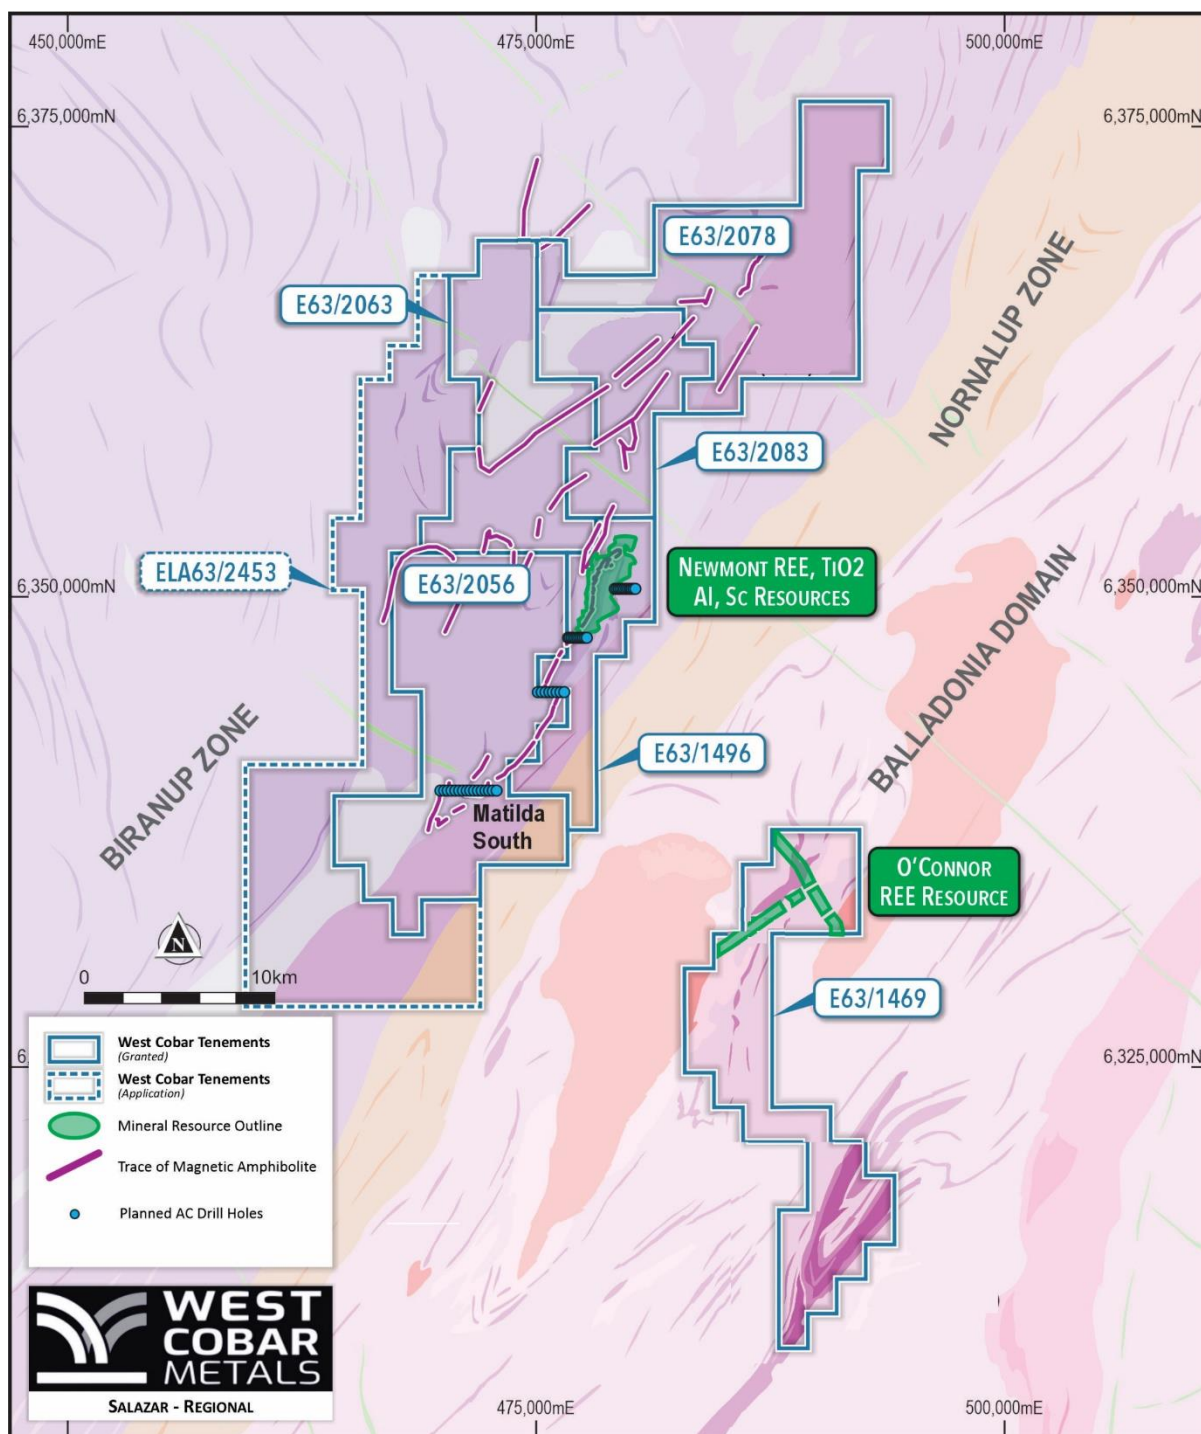 450,000mE
475,000mE
500,000mE
6,375,000mN
6,375,000mN
E63/2078
E63/2063
NORNALUP ZONE
E63/2083
ELA63/2453
E63/2056
NEWMONT REE, TIO2
AL, SC RESOURCES
6,350,000mN
6,350,000mN
BALLADONIA DOMAIN
E63/1496
BIRANUP ZONE
Matilda
South
O'CONNOR
REE RESOURCE
N
0
10km
E63/1469
West Cobar Tenements
(Granted)
West Cobar Tenements
(Application)
Mineral Resource Outline
Trace of Magnetic Amphibolite
Planned AC Drill Holes
6,325,000mN
WEST
COBAR
METALS
SALAZAR - REGIONAL
475,000mE
500,000mE